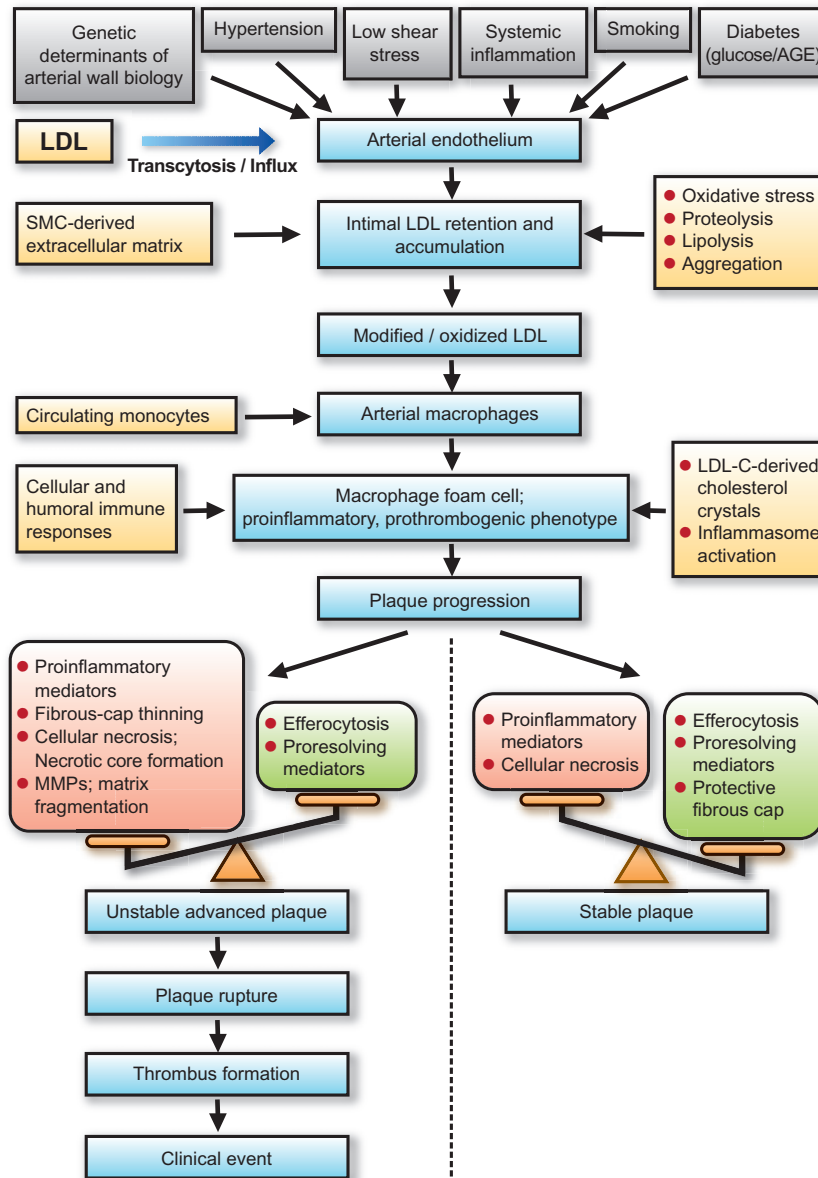 Genetic
determinants of
arterial wall biology
Hypertension
Low shear
stress
Systemic
inflammation
Smoking
Diabetes
(glucose/AGE)
LDL
Transcytosis / Influx
Arterial endothelium
SMC-derived
extracellular matrix
Intimal LDL retention and
accumulation
Oxidative stress
Proteolysis
Lipolysis
Aggregation
Modified / oxidized LDL
Circulating monocytes
Arterial macrophages
Cellular and
humoral immune
responses
Macrophage foam cell;
proinflammatory, prothrombogenic phenotype
LDL-C-derived
cholesterol
crystals
Inflammasome
activation
Plaque progression
Proinflammatory
mediators
Fibrous-cap thinning
Cellular necrosis;
Necrotic core formation
MMPs; matrix
fragmentation
Efferocytosis
Proresolving
mediators
Proinflammatory
mediators
Cellular necrosis
Efferocytosis
Proresolving
mediators
Protective
fibrous cap
Unstable advanced plaque
Stable plaque
Plaque rupture
Thrombus formation
Clinical event